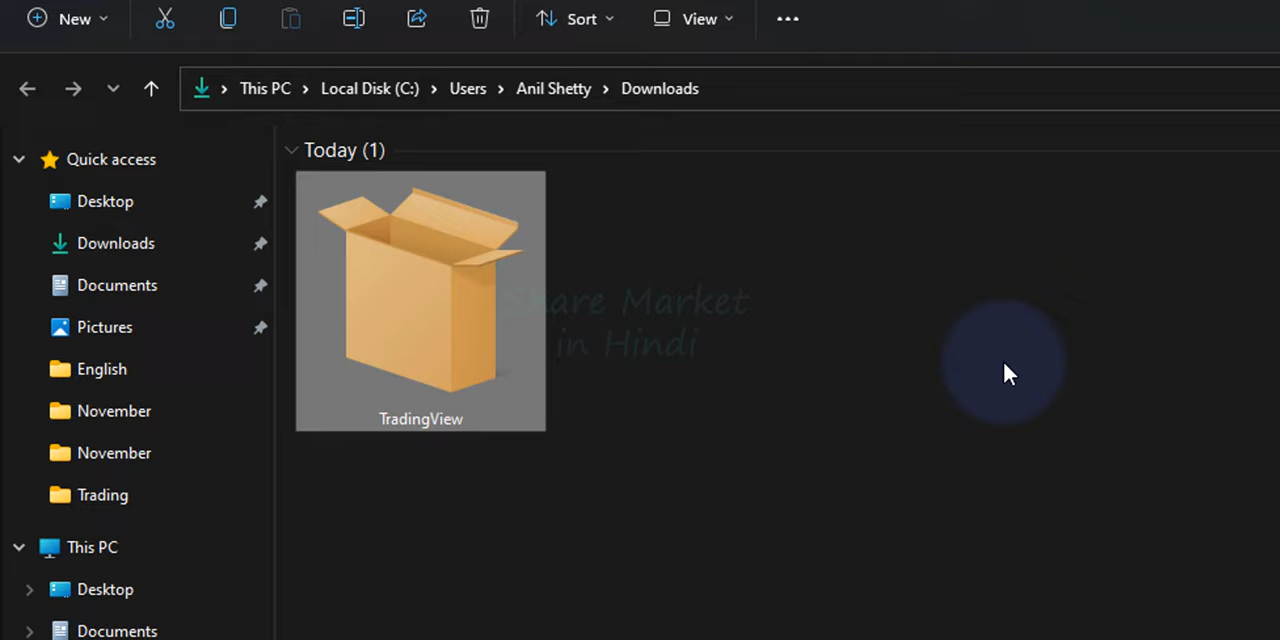 New
Sort
View
This PC > Local Disk (C:) > Users > Anil Shetty > Downloads
Quick access
Desktop
Downloads
Documents
Pictures
English
November
November
Trading
This PC
Desktop
Documents
Today (1)
TradingView
Share Market
in Hindi